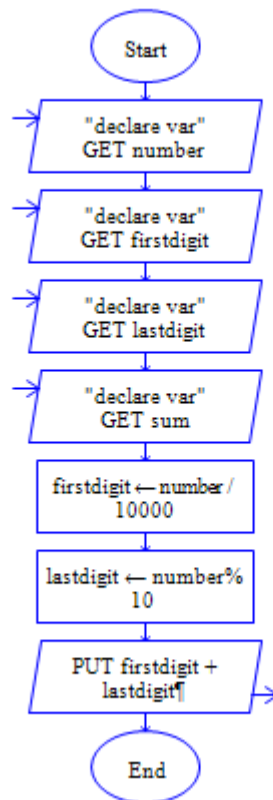 Start
"declare var"
GET number
"declare var"
GET firstdigit
"declare var"
GET lastdigit
"declare var"
GET sum
firstdigit ← number /
10000
lastdigit ← number%
10
PUT firstdigit +
lastdigit¶
End